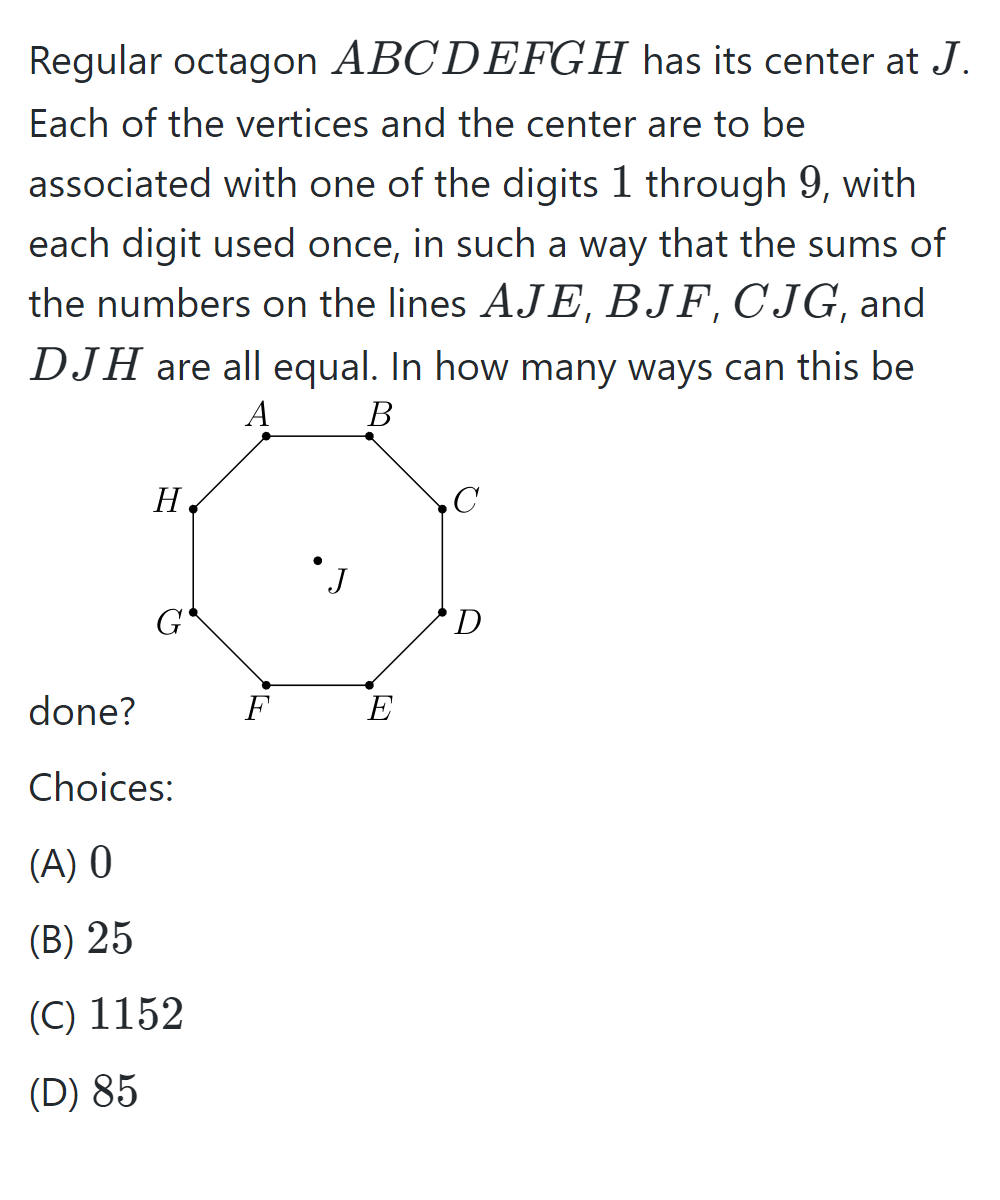 Regular octagon ABCDEFGH has its center at J.
Each of the vertices and the center are to be
associated with one of the digits 1 through 9, with
each digit used once, in such a way that the sums of
the numbers on the lines AJE, BJF, CJG, and
DJH are all equal. In how many ways can this be
A B
H C
J
G D
done? F E
Choices:
(A) 0
(B) 25
(C) 1152
(D) 85